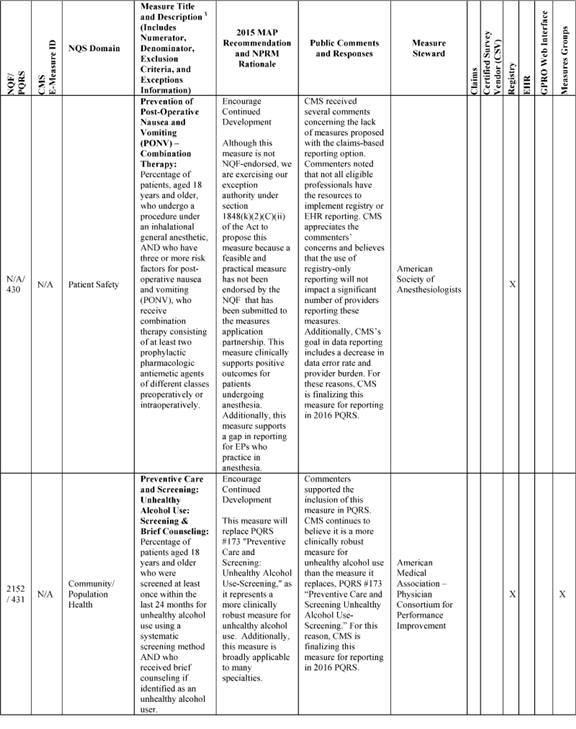 NQF/
PQRS
CMS
E-Measure ID
NQS Domain
Measure Title
and Description ¥
(Includes
Numerator,
Denominator,
Exclusion
Criteria, and
Exceptions
Information)
2015 MAP
Recommendation
and NPRM
Rationale
Public Comments
and Responses
Measure
Steward
Claims
Certified Survey
Vendor (CSV)
Registry
EHR
GPRO Web Interface
Measures Groups
N/A/
430
N/A
Patient Safety
Prevention of
Post-Operative
Nausea and
Vomiting
(PONV) –
Combination
Therapy:
Percentage of
patients, aged 18
years and older,
who undergo a
procedure under
an inhalational
general anesthetic,
AND who have
three or more risk
factors for post-
operative nausea
and vomiting
(PONV), who
receive
combination
therapy consisting
of at least two
prophylactic
pharmacologic
antiemetic agents
of different classes
preoperatively or
intraoperatively.
Encourage
Continued
Development
Although this
measure is not
NQF-endorsed, we
are exercising our
exception
authority under
section
1848(k)(2)(C)(ii)
of the Act to
propose this
measure because a
feasible and
practical measure
has not been
endorsed by the
NQF that has
been submitted to
the measures
application
partnership. This
measure clinically
supports positive
outcomes for
patients
undergoing
anesthesia.
Additionally, this
measure supports
a gap in reporting
for EPs who
practice in
anesthesia.
CMS received
several comments
concerning the lack
of measures proposed
with the claims-based
reporting option.
Commenters noted
that not all eligible
professionals have
the resources to
implement registry or
EHR reporting. CMS
appreciates the
commenters'
concerns and believes
that the use of
registry-only
reporting will not
impact a significant
number of providers
reporting these
measures.
Additionally, CMS's
goal in data reporting
includes a decrease in
data error rate and
provider burden. For
these reasons, CMS
is finalizing this
measure for reporting
in 2016 PQRS.
American
Society of
Anesthesiologists
X
2152
/ 431
N/A
Community/
Population
Health
Preventive Care
and Screening:
Unhealthy
Alcohol Use:
Screening &
Brief Counseling:
Percentage of
patients aged 18
years and older
who were
screened at least
once within the
last 24 months for
unhealthy alcohol
use using a
systematic
screening method
AND who
received brief
counseling if
identified as an
unhealthy alcohol
user.
Encourage
Continued
Development
This measure will
replace PQRS
#173 "Preventive
Care and
Screening:
Unhealthy Alcohol
Use-Screening," as
it represents a
more clinically
robust measure for
unhealthy alcohol
use. Additionally,
this measure is
broadly applicable
to many
specialties.
Commenters
supported the
inclusion of this
measure in PQRS.
CMS continues to
believe it is a more
clinically robust
measure for
unhealthy alcohol use
than the measure it
replaces, PQRS #173
"Preventive Care and
Screening Unhealthy
Alcohol Use-
Screening." For this
reason, CMS is
finalizing this
measure for reporting
in 2016 PQRS.
American
Medical
Association –
Physician
Consortium for
Performance
Improvement
X
X